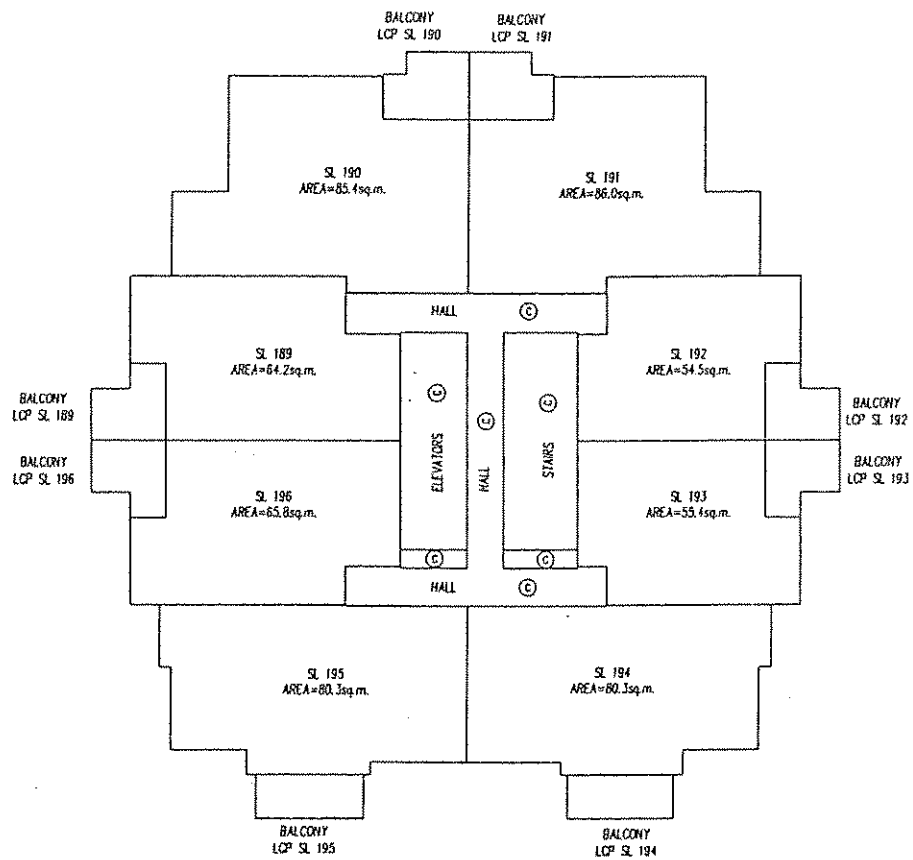 BALCONY
LCP SL 190
BALCONY
LCP SL 191
SL 190
AREA=85.4sq.m.
SL 191
AREA=86.0sq.m.
HALL
C
SL 189
AREA=64.2sq.m.
SL 192
AREA=54.5sq.m.
BALCONY
LCP SL 189
BALCONY
LCP SL 196
C
ELEVATORS
C
HALL
C
STAIRS
BALCONY
LCP SL 192
BALCONY
LCP SL 193
SL 196
AREA=65.8sq.m.
SL 193
AREA=55.4sq.m.
C
C
HALL
C
SL 195
AREA=80.3sq.m.
SL 194
AREA=80.3sq.m.
BALCONY
LCP SL 195
BALCONY
LCP SL 194